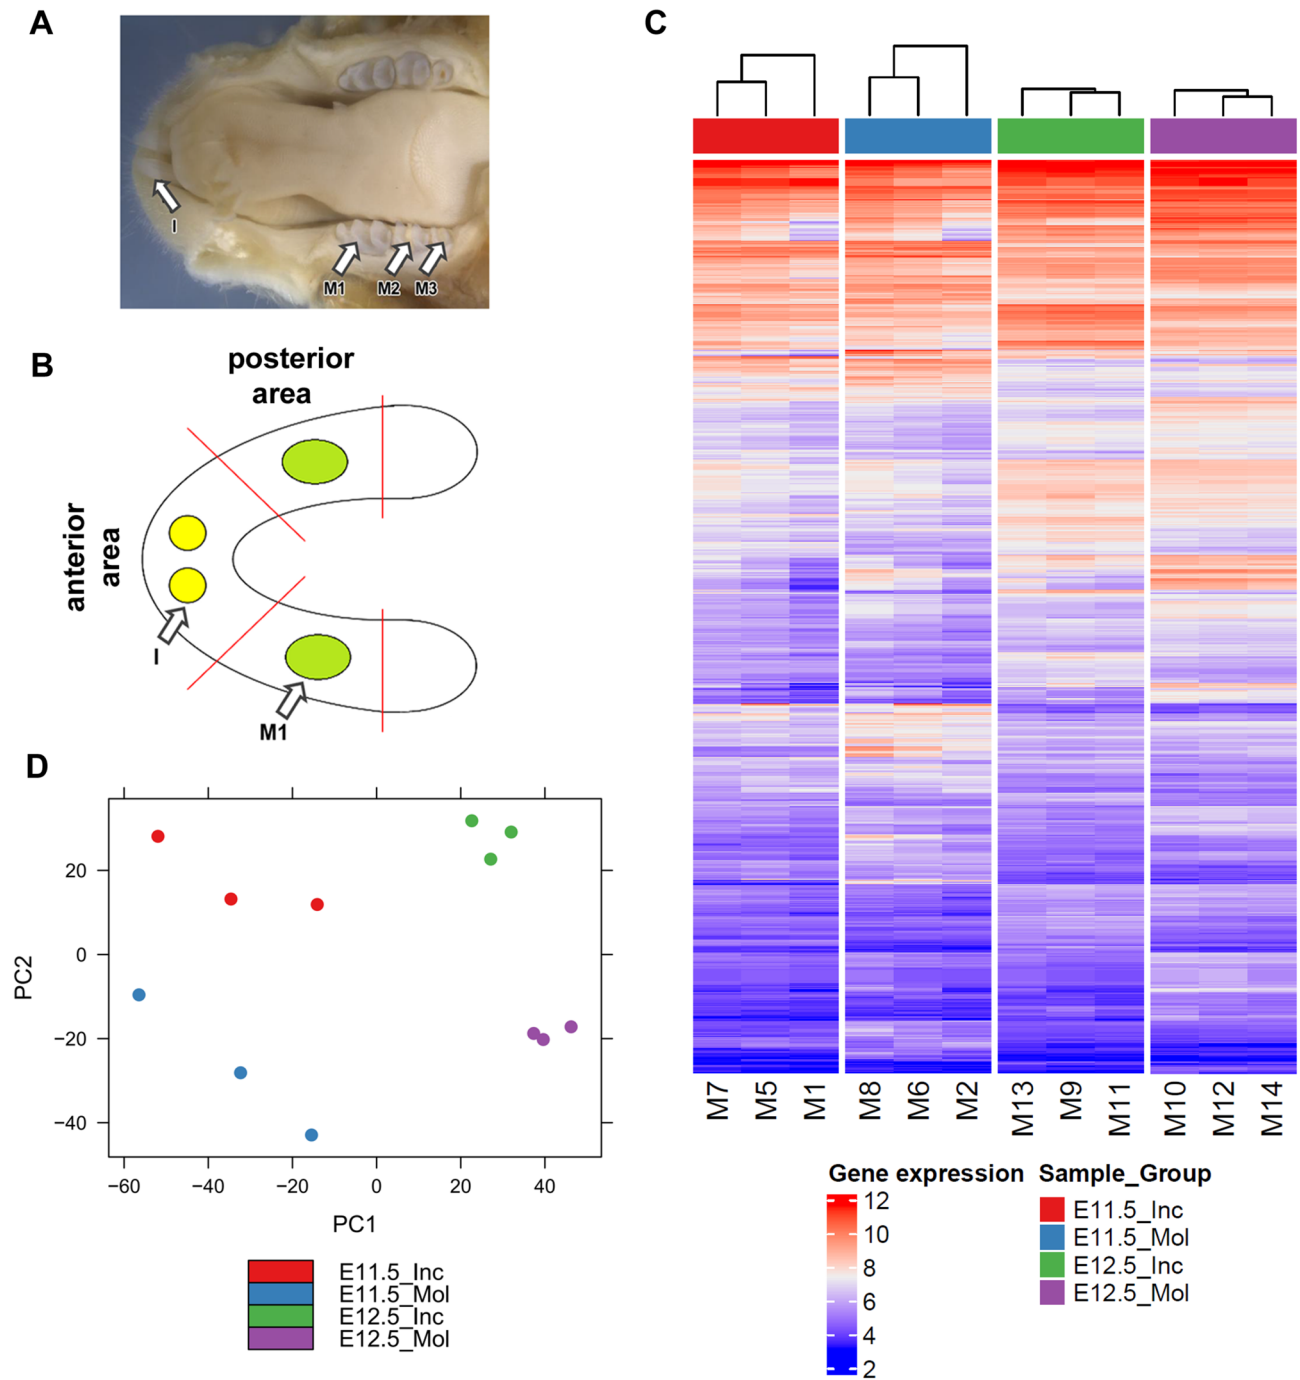 A
I
M1
M2
M3
B
posterior
area
anterior
area
I
M1
C
M7
M5
M1
M8
M6
M2
M13
M9
M11
M10
M12
M14
Gene expression
12
10
8
6
4
2
Sample_Group
E11.5_Inc
E11.5_Mol
E12.5_Inc
E12.5_Mol
D
20
0
−20
−40
PC2
−60
−40
−20
0
20
40
PC1
E11.5_Inc
E11.5_Mol
E12.5_Inc
E12.5_Mol